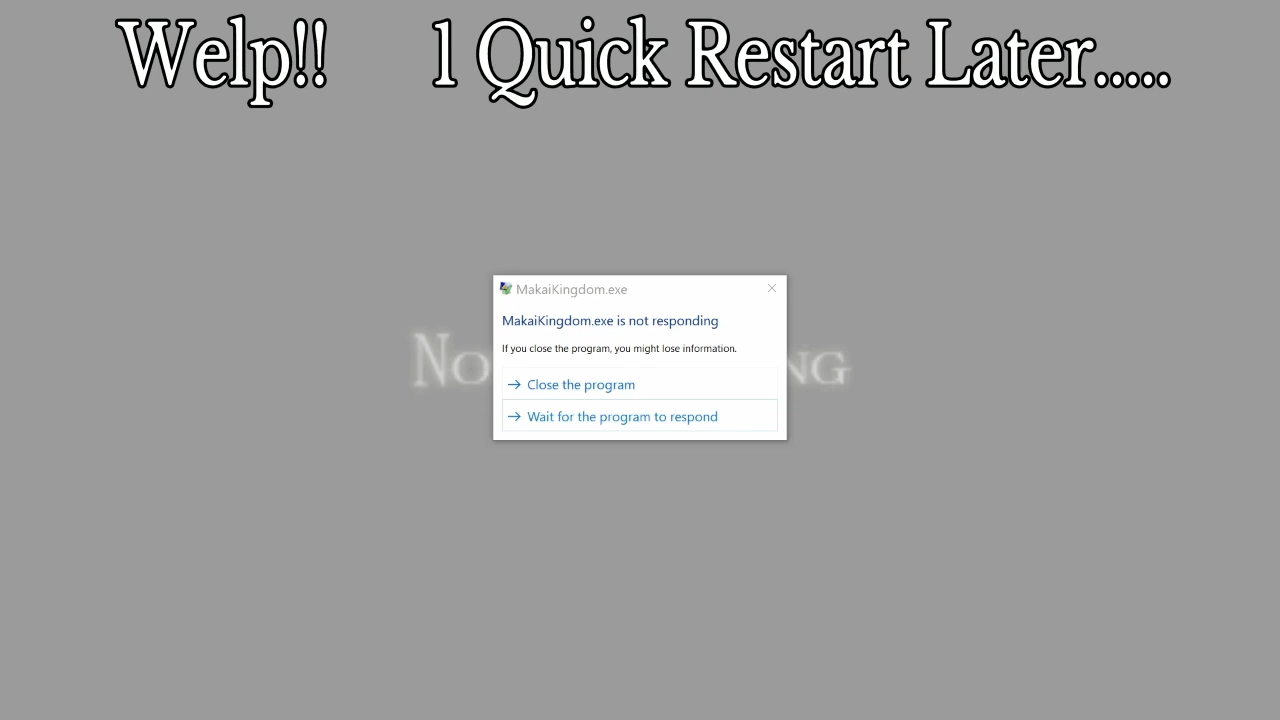 Welp!! 1 Quick Restart Later.....
MakaiKingdom.exe
MakaiKingdom.exe is not responding
If you close the program, you might lose information.
→ Close the program
→ Wait for the program to respond